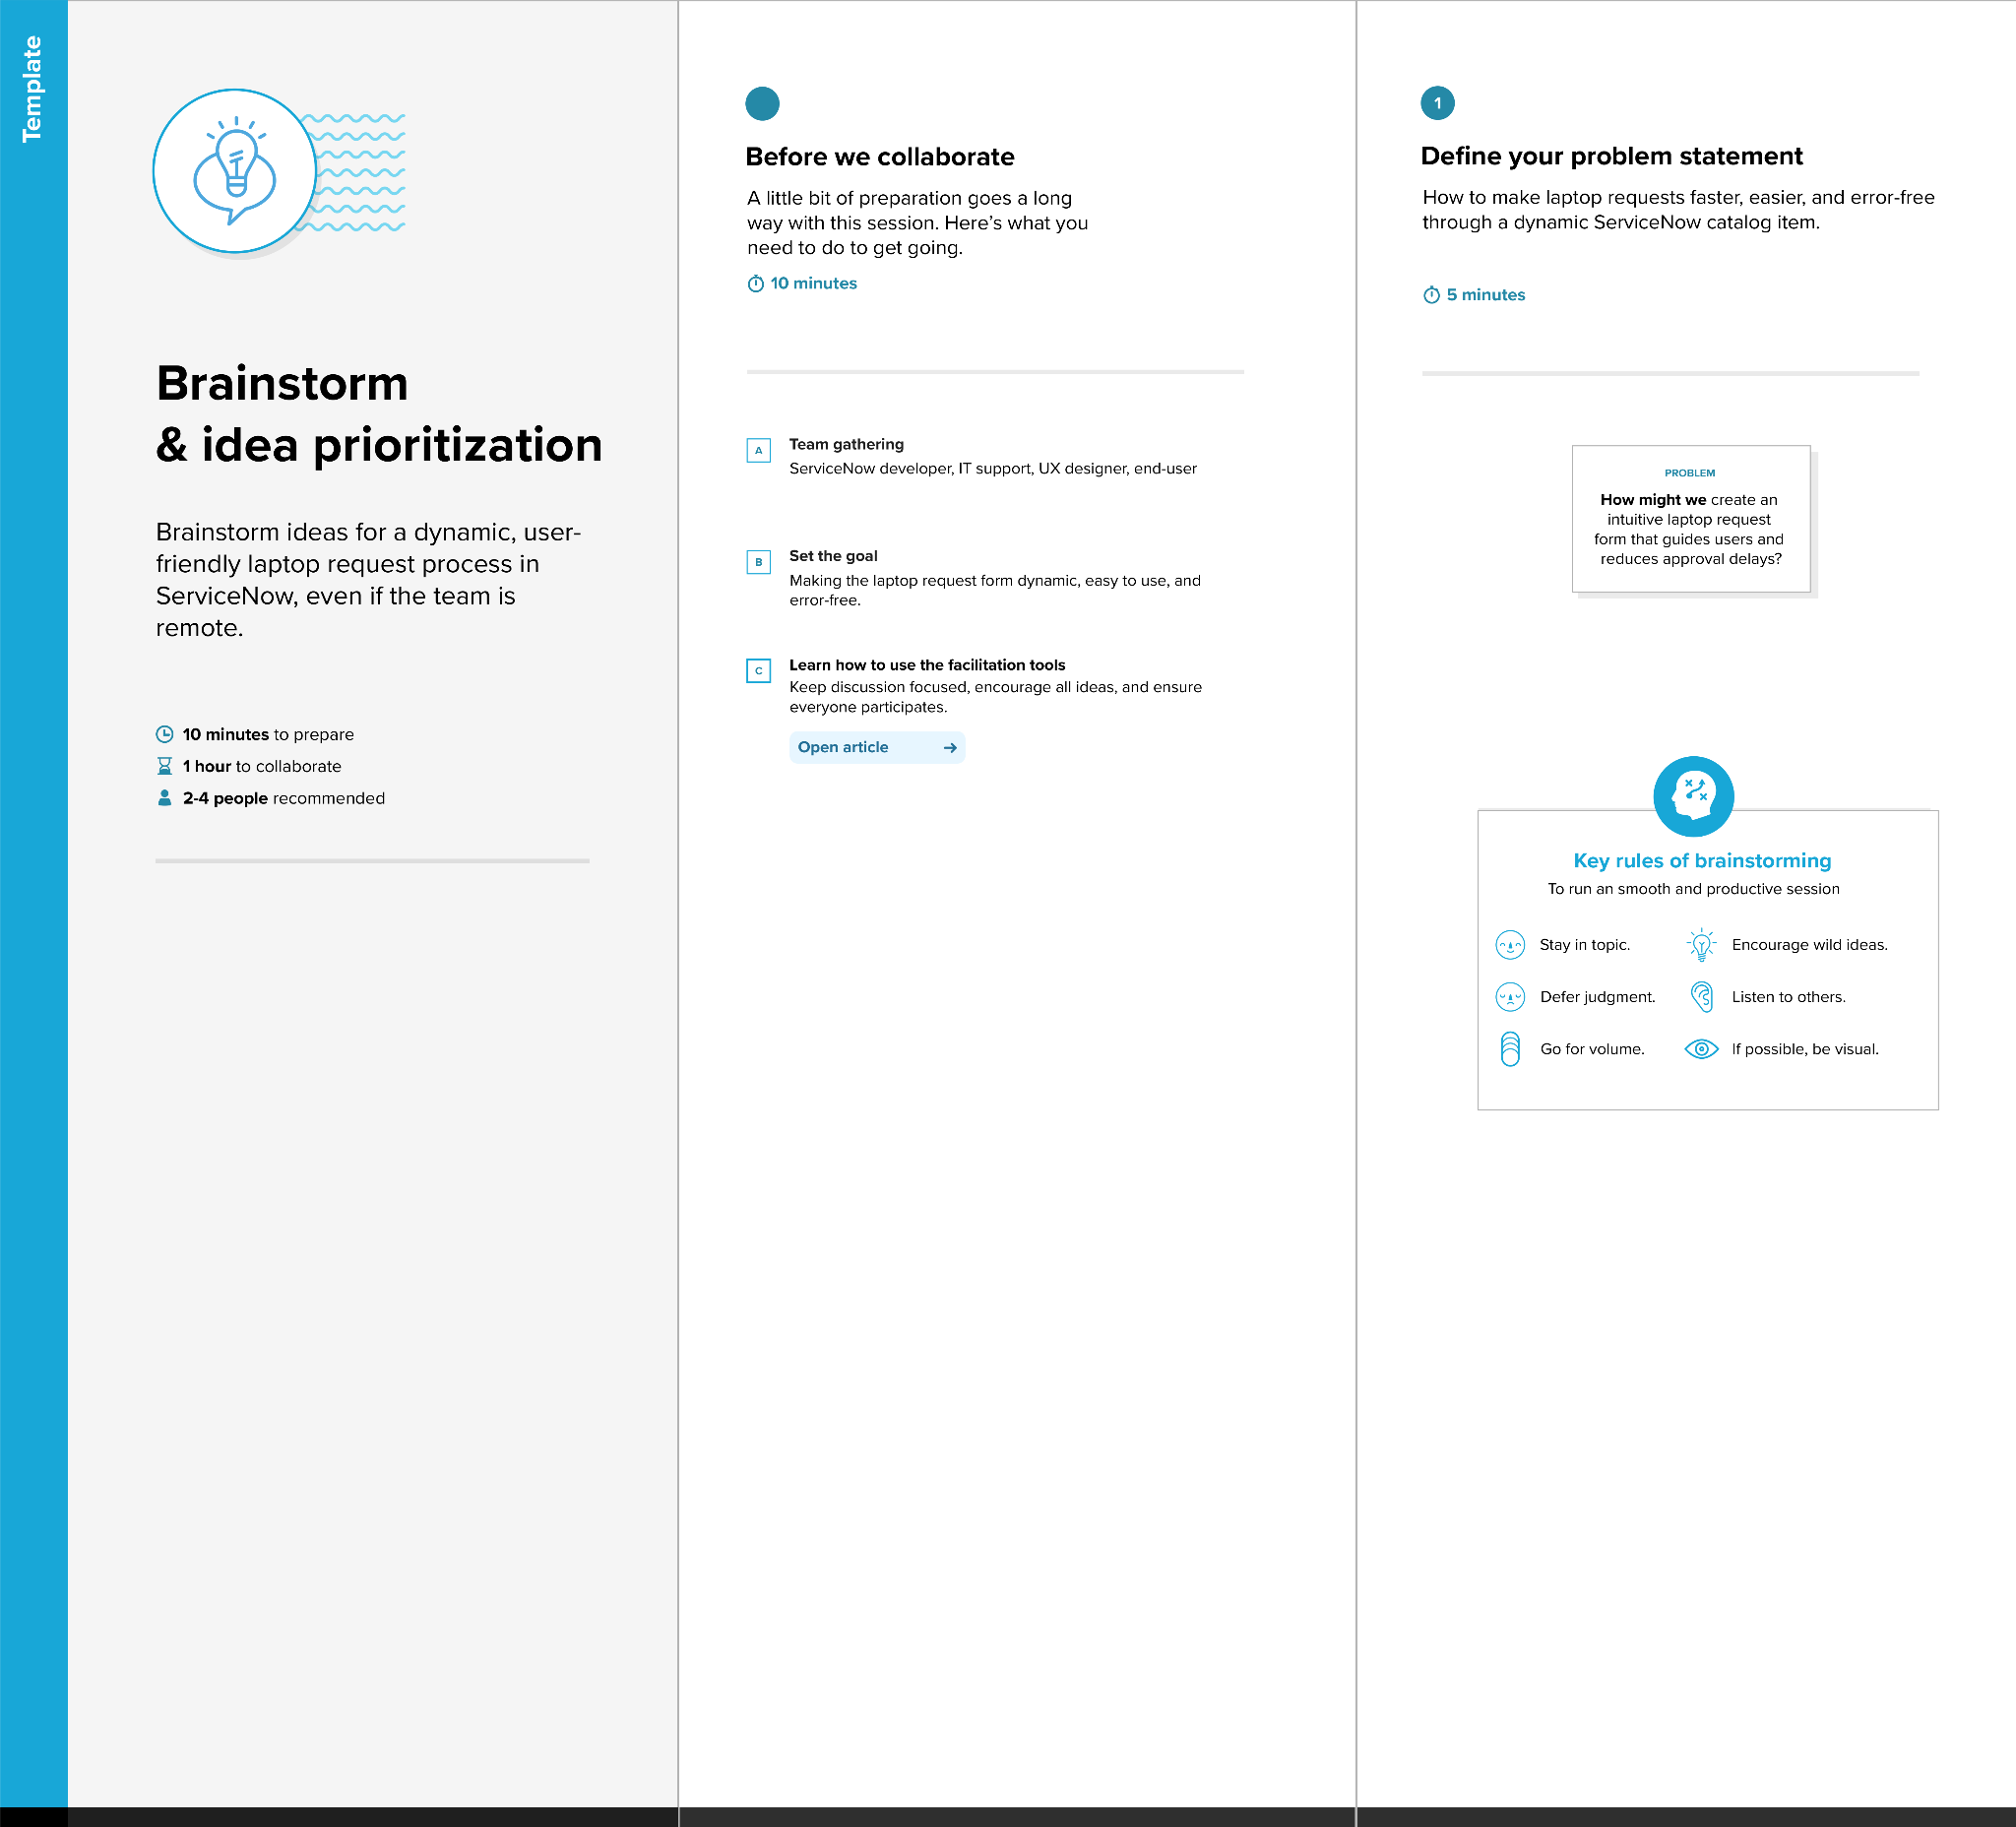 Template
Brainstorm
& idea prioritization
Brainstorm ideas for a dynamic, user-
friendly laptop request process in
ServiceNow, even if the team is
remote.
10 minutes to prepare
1 hour to collaborate
2-4 people recommended
Before we collaborate
A little bit of preparation goes a long
way with this session. Here's what you
need to do to get going.
10 minutes
A
Team gathering
ServiceNow developer, IT support, UX designer, end-user
B
Set the goal
Making the laptop request form dynamic, easy to use, and
error-free.
C
Learn how to use the facilitation tools
Keep discussion focused, encourage all ideas, and ensure
everyone participates.
Open article
1
Define your problem statement
How to make laptop requests faster, easier, and error-free
through a dynamic ServiceNow catalog item.
5 minutes
PROBLEM
How might we create an
intuitive laptop request
form that guides users and
reduces approval delays?
Key rules of brainstorming
To run an smooth and productive session
Stay in topic.
Encourage wild ideas.
Defer judgment.
Listen to others.
Go for volume.
If possible, be visual.